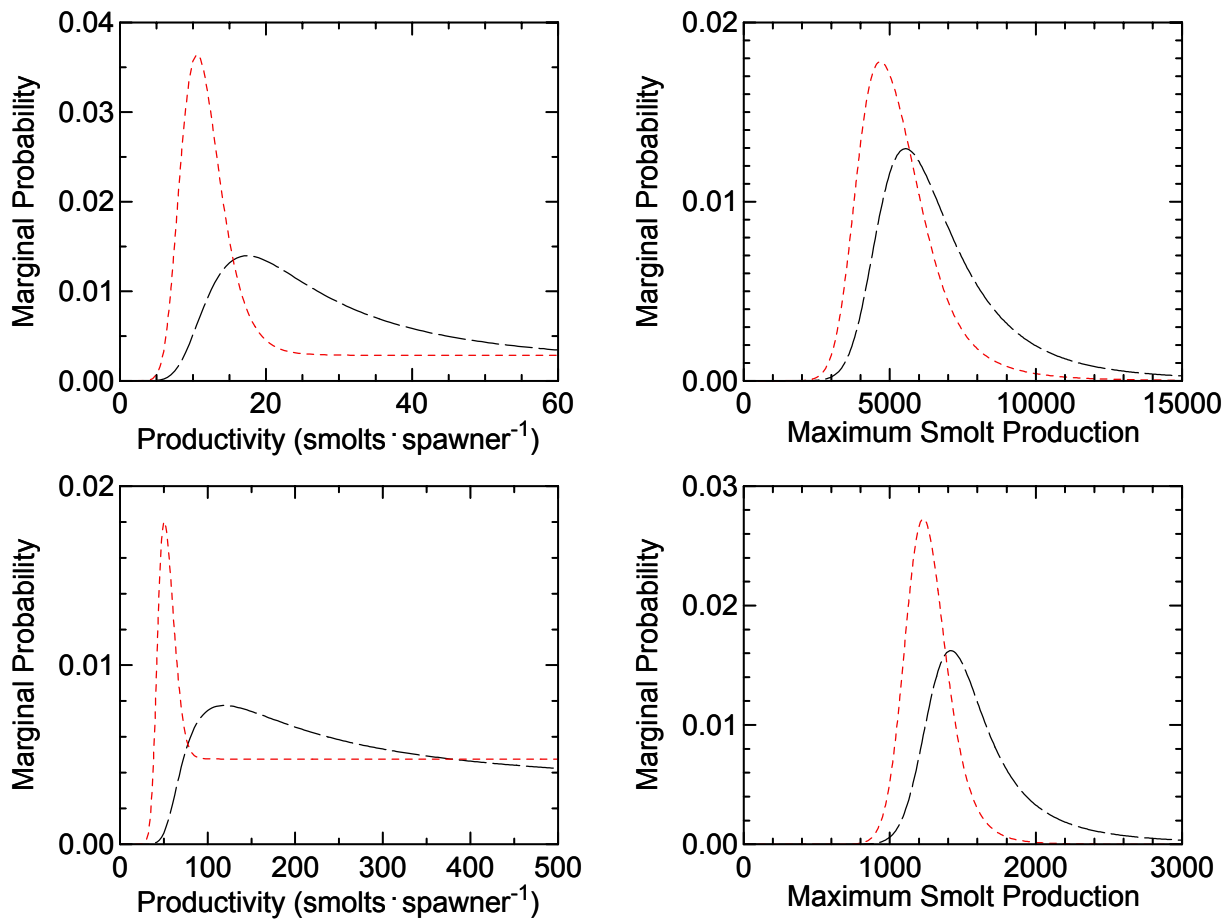 0.04
0.03
0.02
0.01
0.00
Marginal Probability
0 20 40 60
Productivity (smolts·spawner⁻¹)
0.02
0.01
0.00
Marginal Probability
0 5000 10000 15000
Maximum Smolt Production
0.02
0.01
0.00
Marginal Probability
0 100 200 300 400 500
Productivity (smolts·spawner⁻¹)
0.03
0.02
0.01
0.00
Marginal Probability
0 1000 2000 3000
Maximum Smolt Production